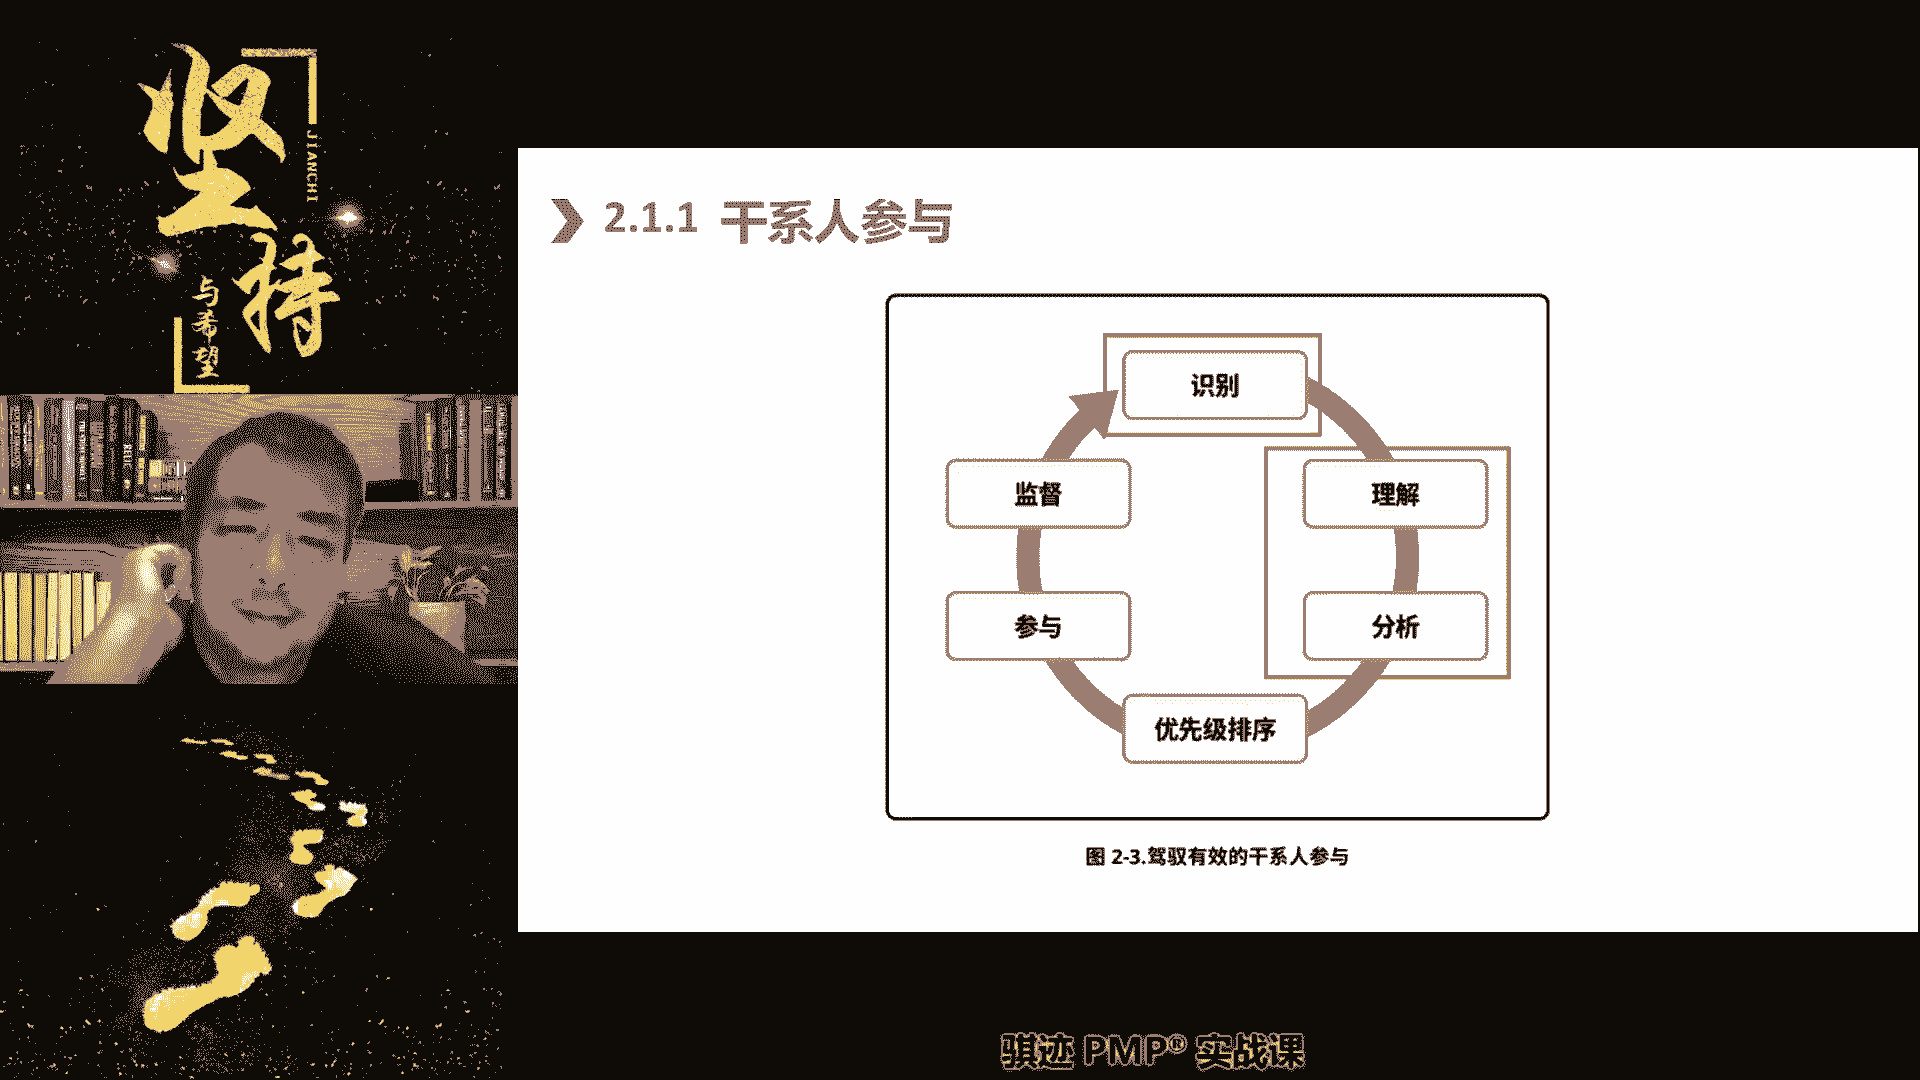 坚持
JIANCHI
与希望
2.1.1 干系人参与
识别
监督
理解
参与
分析
优先级排序
图 2-3.驾驭有效的干系人参与
骐迹 PMP® 实战课